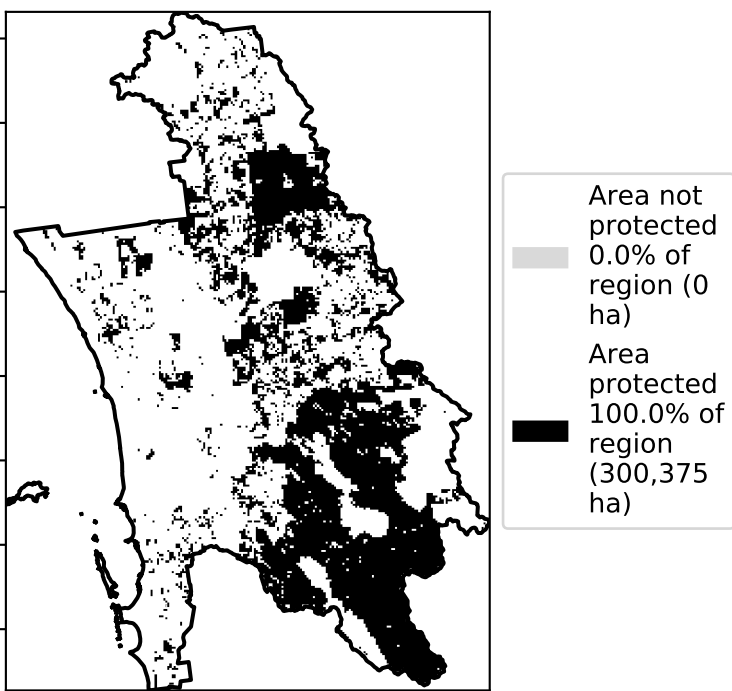 Area not
protected
0.0% of
region (0
ha)
Area
protected
100.0% of
region
(300,375
ha)